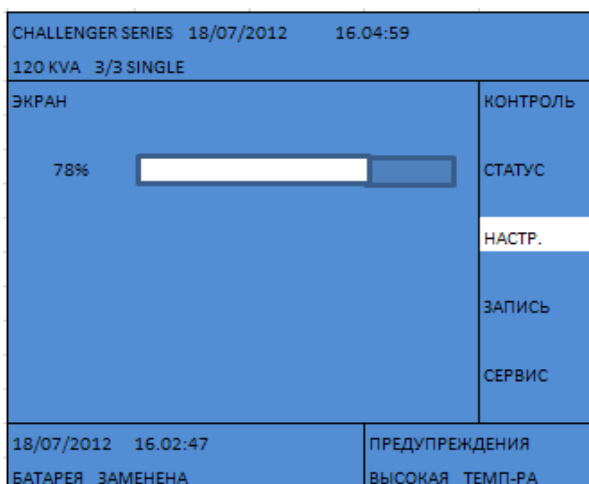 CHALLENGER SERIES 18/07/2012 16.04:59
120 KVA 3/3 SINGLE
ЭКРАН
КОНТРОЛЬ
78%
СТАТУС
НАСТР.
ЗАПИСЬ
СЕРВИС
18/07/2012 16.02:47
ПРЕДУПРЕЖДЕНИЯ
БАТАРЕЯ ЗАМЕНЕНА
ВЫСОКАЯ ТЕМП-РА